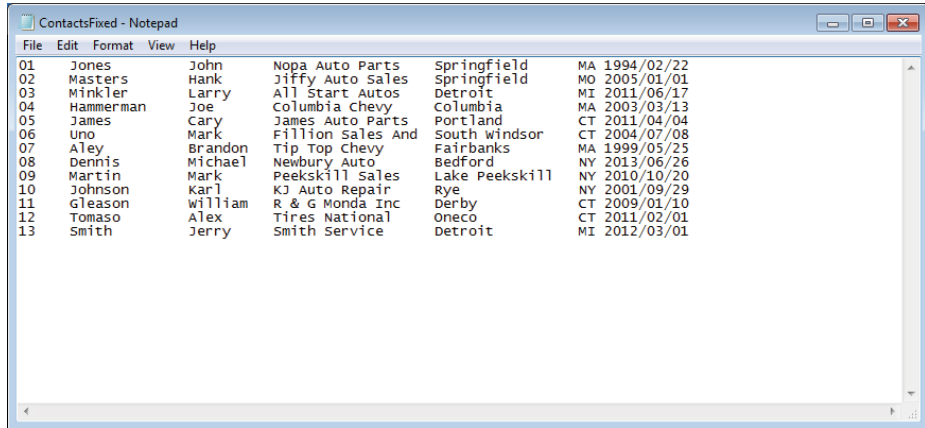 ContactsFixed - Notepad
File Edit Format View Help
01 Jones John Nopa Auto Parts Springfield MA 1994/02/22
02 Masters Hank Jiffy Auto Sales Springfield MO 2005/01/01
03 Minkler Larry All Start Autos Detroit MI 2011/06/17
04 Hammerman Joe Columbia Chevy Columbia MA 2003/03/13
05 James Cary James Auto Parts Portland CT 2011/04/04
06 Uno Mark Fillion Sales And South Windsor CT 2004/07/08
07 Aley Brandon Tip Top Chevy Fairbanks MA 1999/05/25
08 Dennis Michael Newbury Auto Bedford NY 2013/06/26
09 Martin Mark Peekskill Sales Lake Peekskill NY 2010/10/20
10 Johnson Karl KJ Auto Repair Rye NY 2001/09/29
11 Gleason William R & G Monda Inc Derby CT 2009/01/10
12 Tomaso Alex Tires National Oneco CT 2011/02/01
13 Smith Jerry Smith Service Detroit MI 2012/03/01